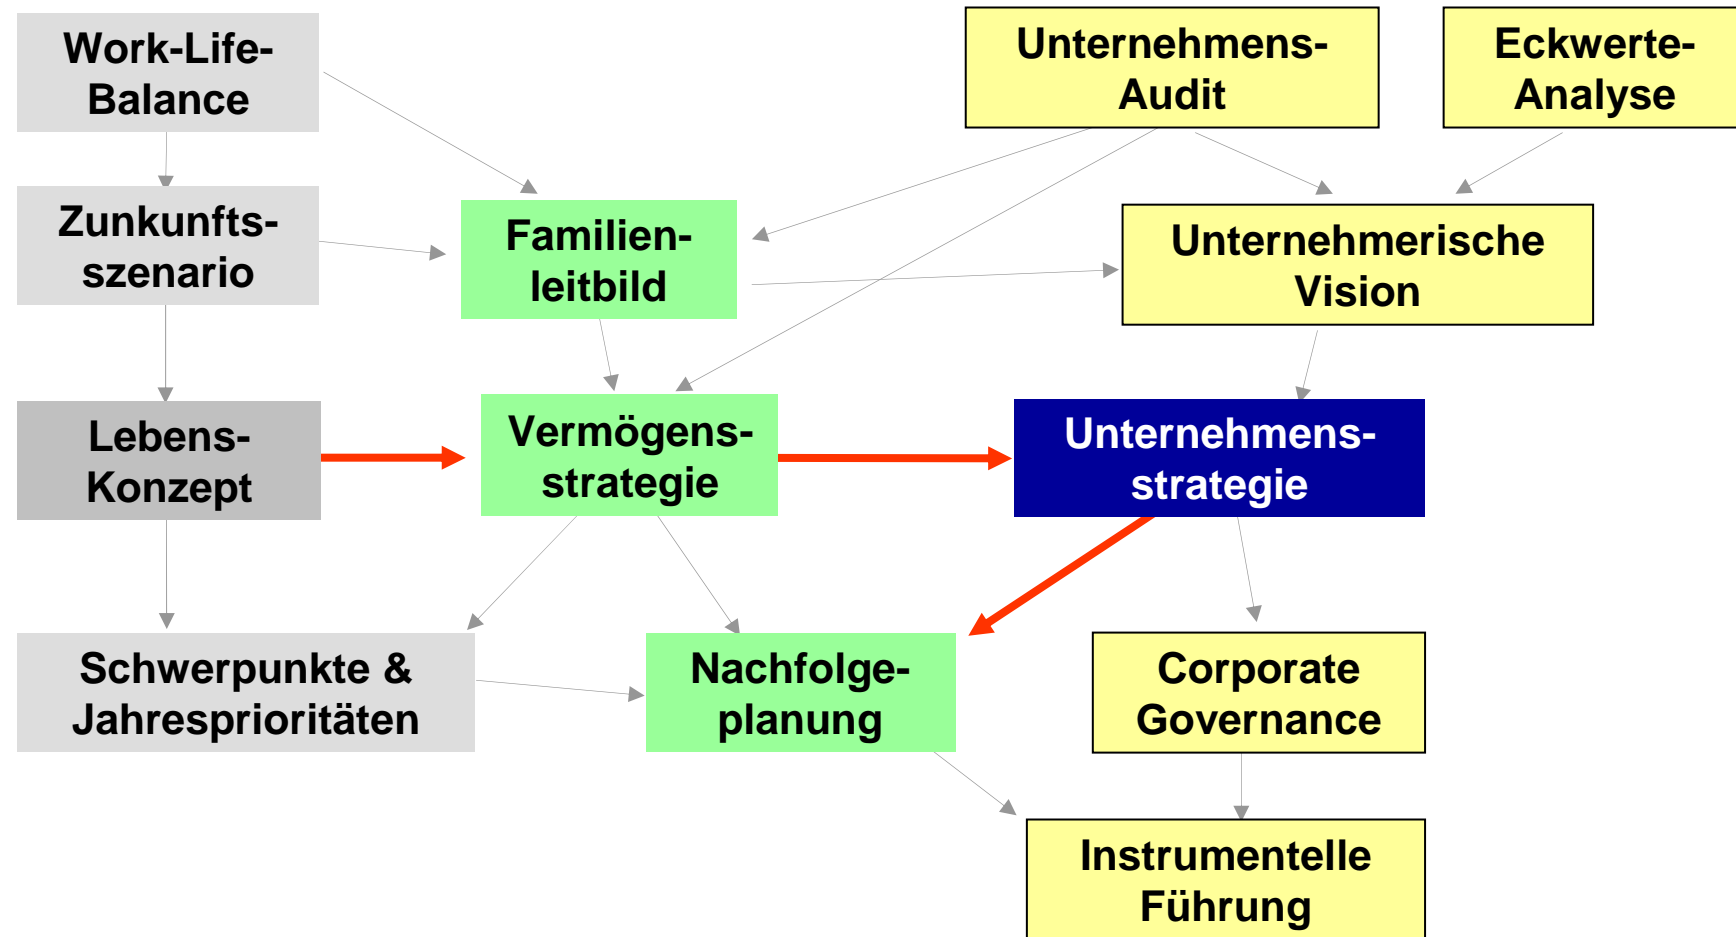 Work-Life-
Balance
Unternehmens-
Audit
Eckwerte-
Analyse
Zunkunfts-
szenario
Familien-
leitbild
Unternehmerische
Vision
Lebens-
Konzept
Vermögens-
strategie
Unternehmens-
strategie
Schwerpunkte &
Jahresprioritäten
Nachfolge-
planung
Corporate
Governance
Instrumentelle
Führung